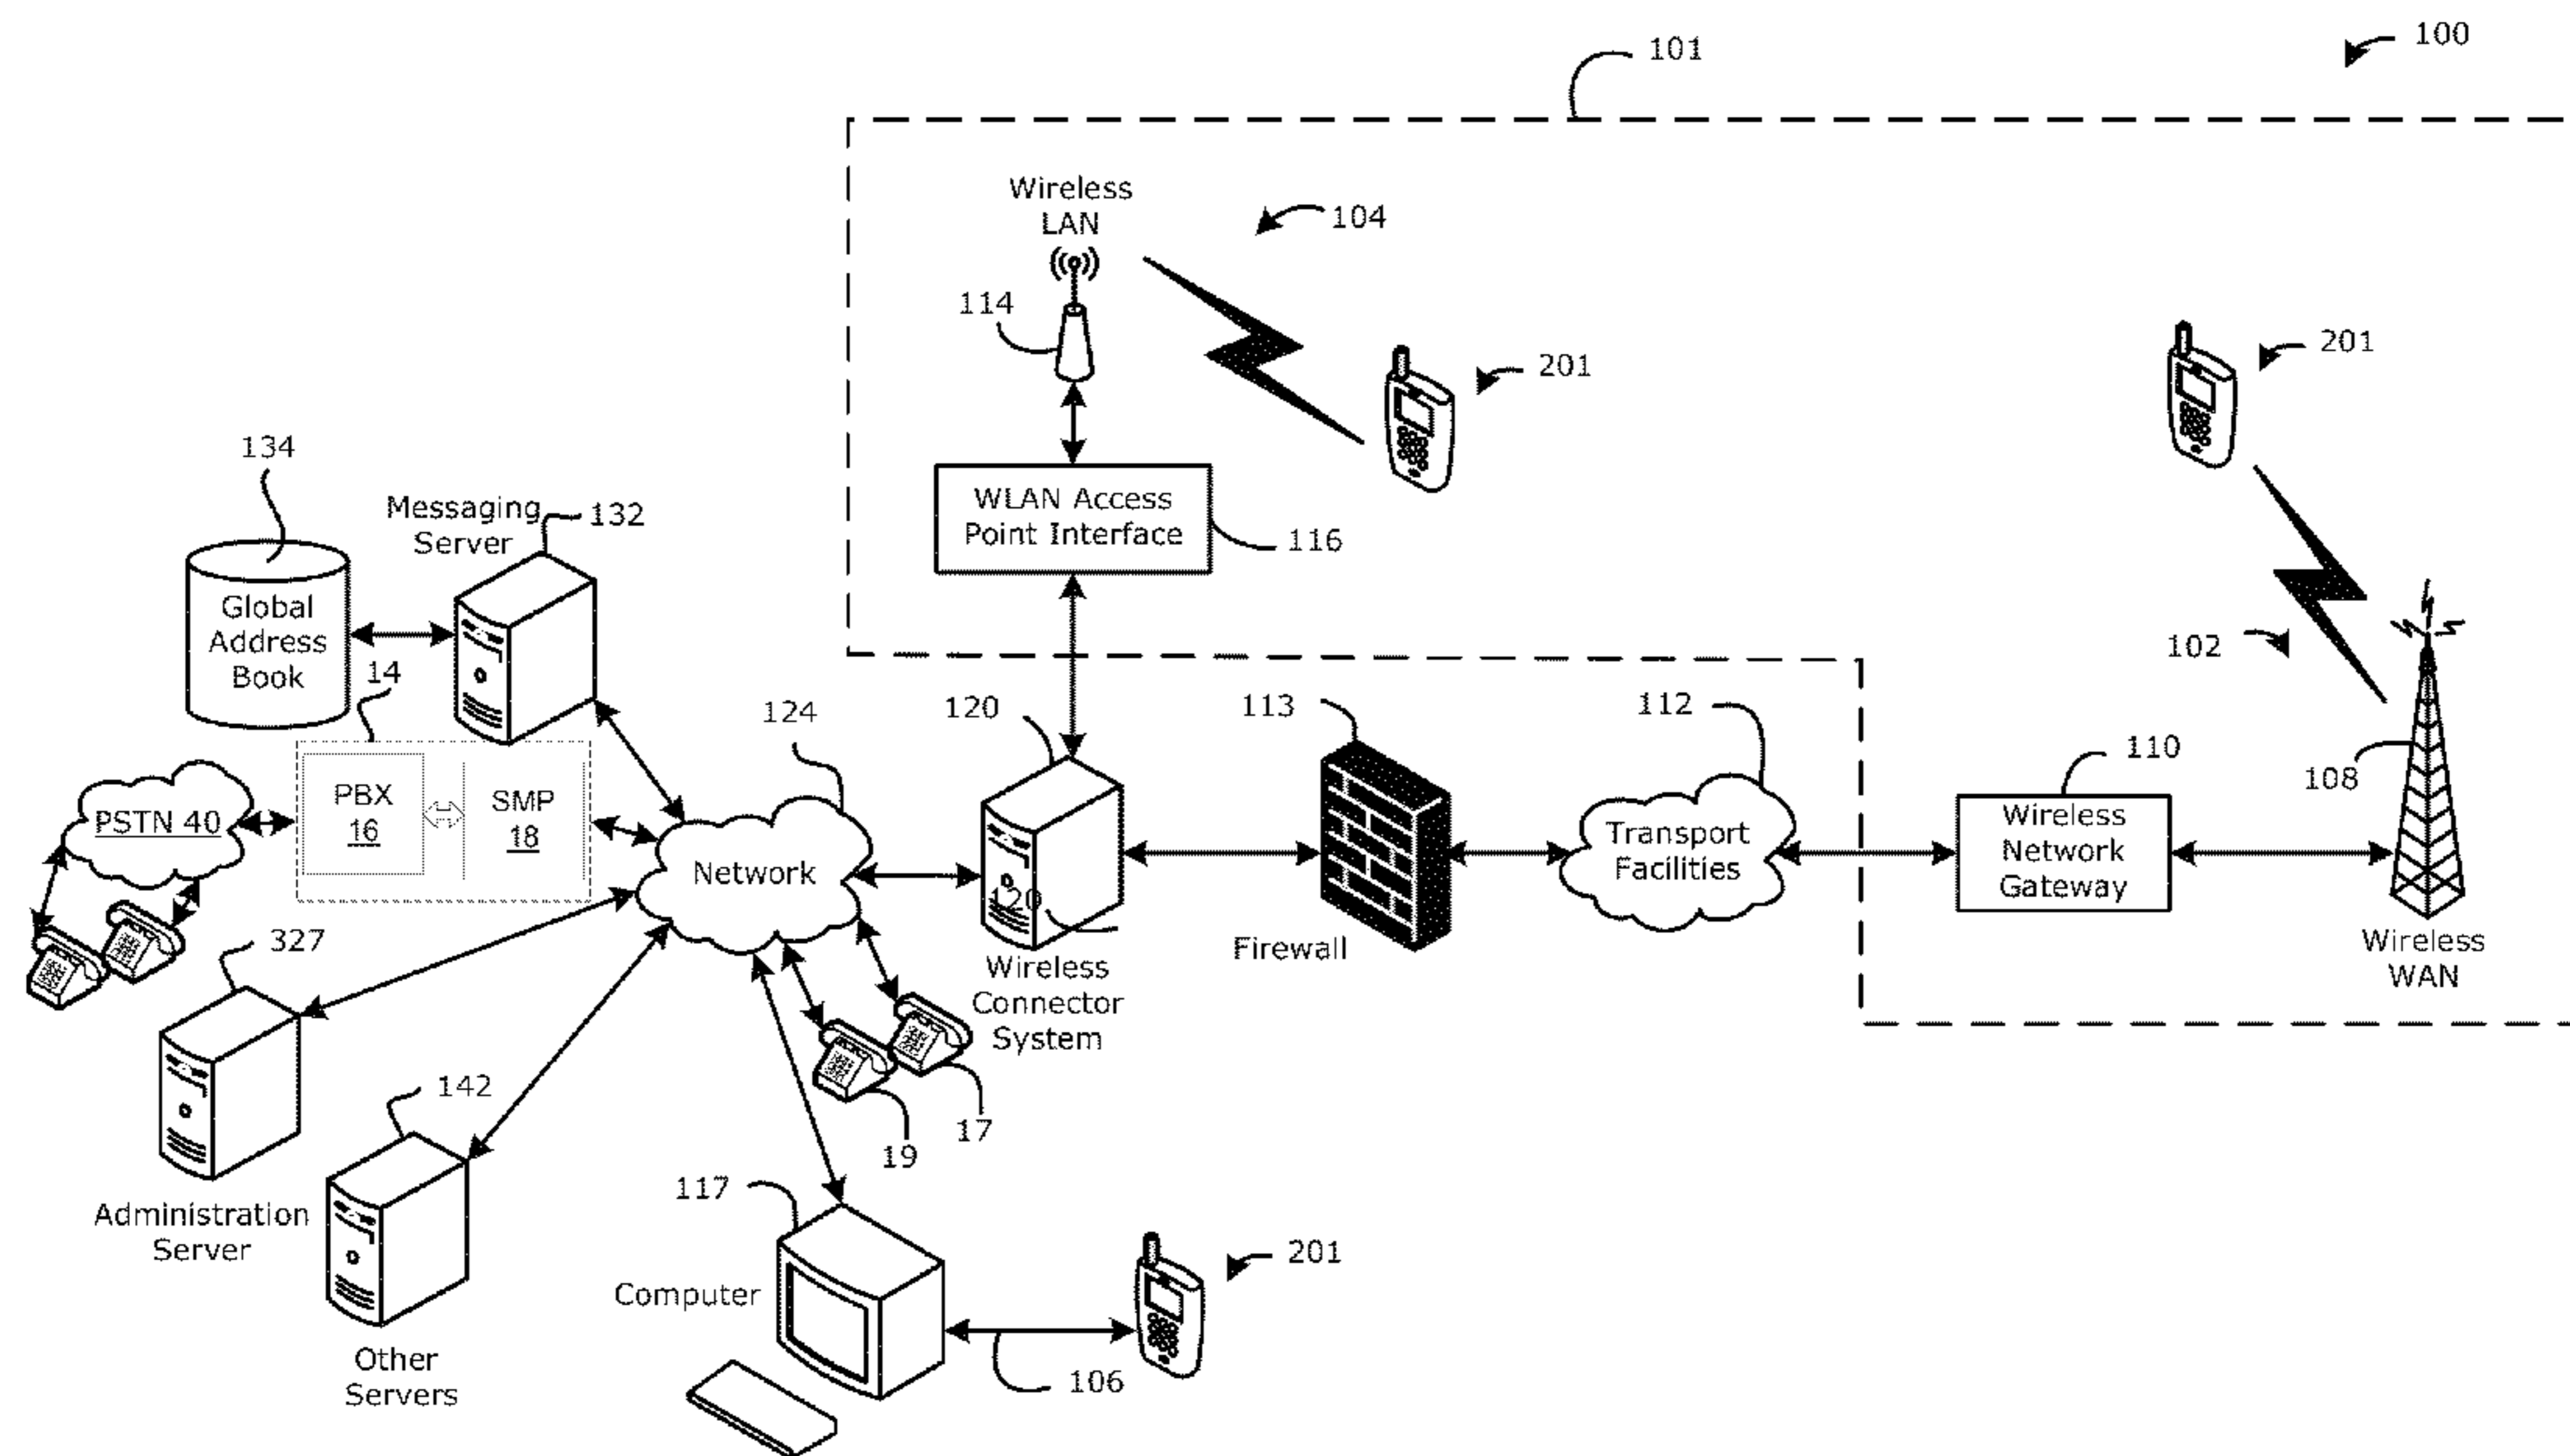 100
101
Wireless
LAN
104
114
201
201
WLAN Access
Point Interface
116
134
Messaging
Server
132
Global
Address
Book
14
102
PBX
16
SMP
18
PSTN 40
124
Network
120
120
Wireless
Connector
System
113
Firewall
112
Transport
Facilities
110
Wireless
Network
Gateway
108
Wireless
WAN
327
Administration
Server
142
Other
Servers
17
19
117
Computer
106
201